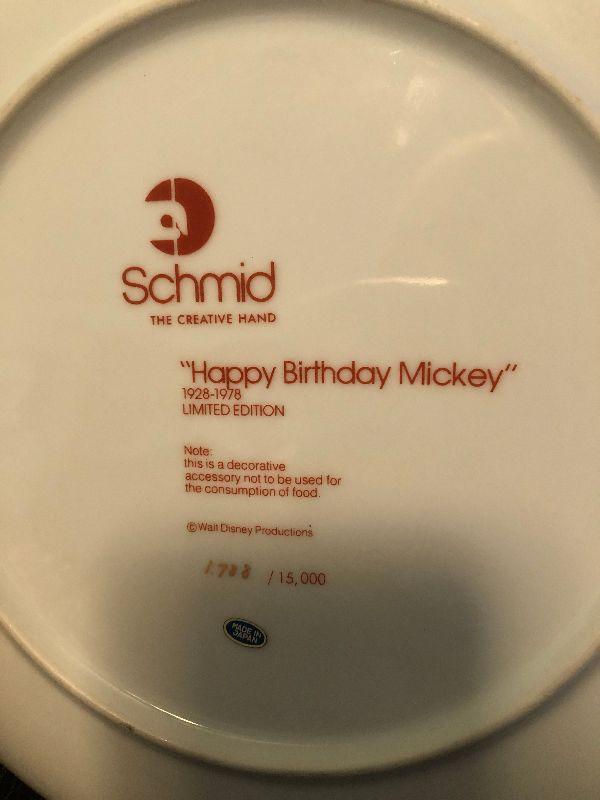 Schmid
THE CREATIVE HAND
"Happy Birthday Mickey"
1928-1978
LIMITED EDITION
Note:
this is a decorative
accessory not to be used for
the consumption of food.
©Walt Disney Productions
/ 15,000
MADE IN
JAPAN